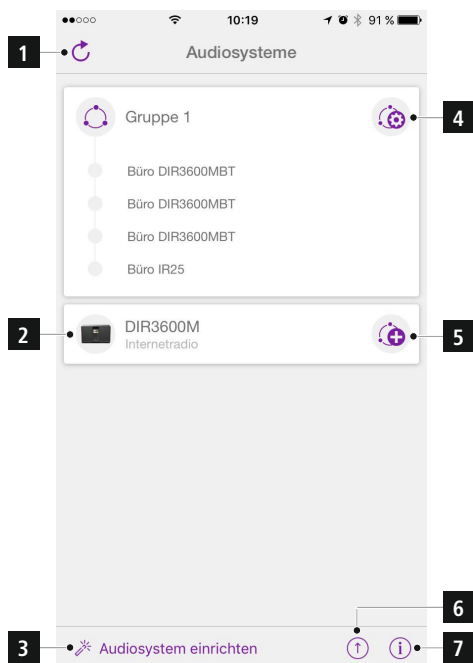 10:19
91 %
1
Audiosysteme
Gruppe 1
4
Büro DIR3600MBT
Büro DIR3600MBT
Büro DIR3600MBT
Büro IR25
2
DIR3600M
Internetradio
5
6
3
Audiosystem einrichten
i
7